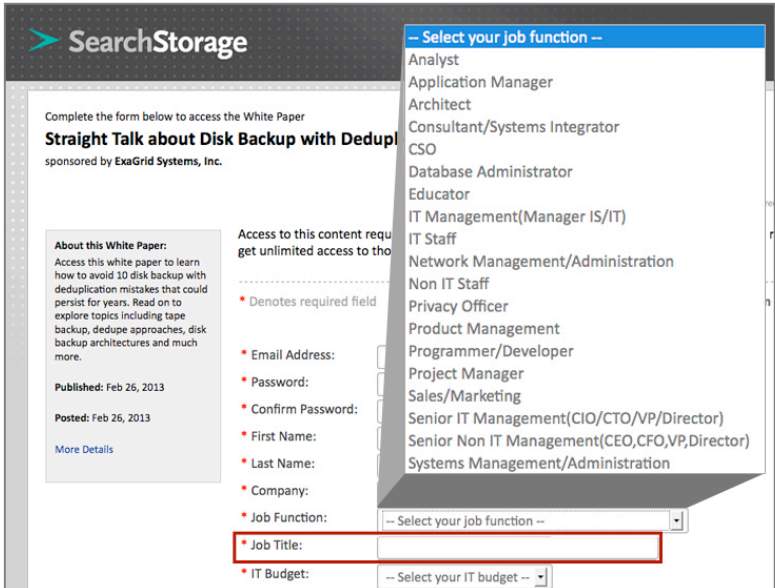 SearchStorage
Complete the form below to access the White Paper
Straight Talk about Disk Backup with Dedupl
sponsored by ExaGrid Systems, Inc.
About this White Paper:
Access this white paper to learn
how to avoid 10 disk backup with
deduplication mistakes that could
persist for years. Read on to
explore topics including tape
backup, dedupe approaches, disk
backup architectures and much
more.
Published: Feb 26, 2013
Posted: Feb 26, 2013
More Details
Access to this content requ
get unlimited access to tho
* Denotes required field
* Email Address:
* Password:
* Confirm Password:
* First Name:
* Last Name:
* Company:
* Job Function:
-- Select your job function --
* Job Title:
* IT Budget:
-- Select your IT budget --
-- Select your job function --
Analyst
Application Manager
Architect
Consultant/Systems Integrator
CSO
Database Administrator
Educator
IT Management(Manager IS/IT)
IT Staff
Network Management/Administration
Non IT Staff
Privacy Officer
Product Management
Programmer/Developer
Project Manager
Sales/Marketing
Senior IT Management(CIO/CTO/VP/Director)
Senior Non IT Management(CEO,CFO,VP,Director)
Systems Management/Administration